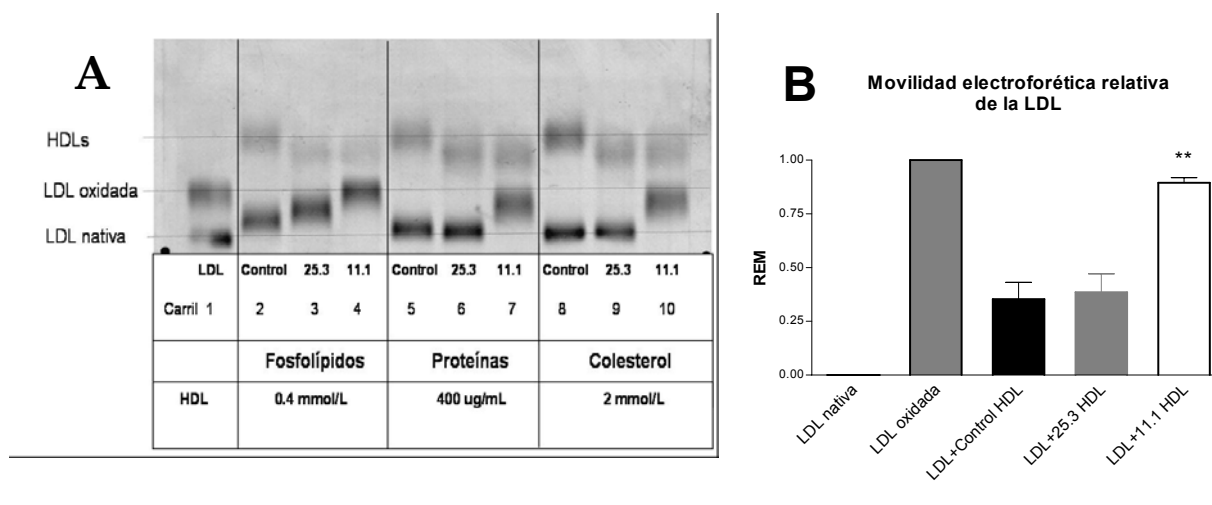 A
HDLs
LDL oxidada
LDL nativa
LDL Control 25.3 11.1 Control 25.3 11.1 Control 25.3 11.1
Carril 1 2 3 4 5 6 7 8 9 10
Fosfolípidos Proteínas Colesterol
HDL 0.4 mmol/L 400 ug/mL 2 mmol/L
B
Movilidad electroforética relativa
de la LDL
**
1.00
0.75
0.50
0.25
0.00
REM
LDL nativa
LDL oxidada
LDL+Control HDL
LDL+25.3 HDL
LDL+11.1 HDL